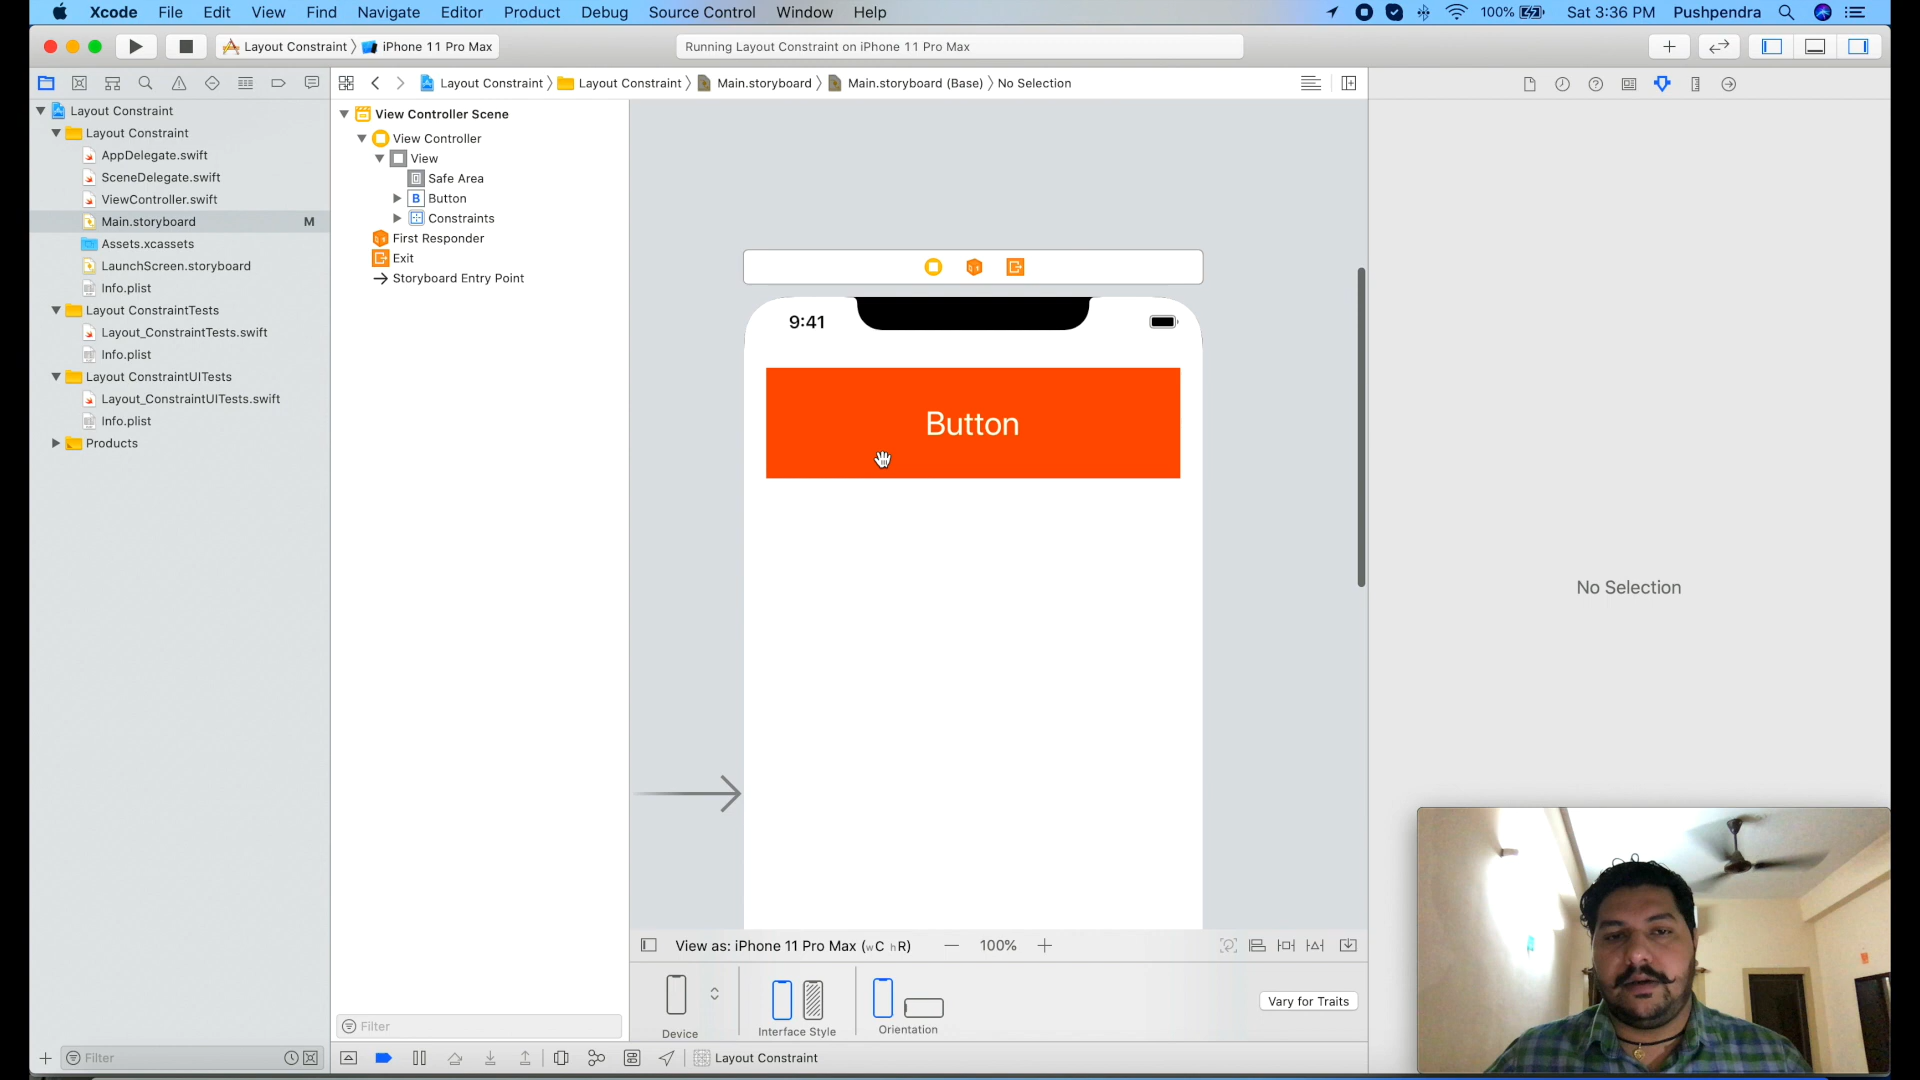 Xcode File Edit View Find Navigate Editor Product Debug Source Control Window Help 100% Sat 3:36 PM Pushpendra
Layout Constraint iPhone 11 Pro Max Running Layout Constraint on iPhone 11 Pro Max
Layout Constraint Layout Constraint Main.storyboard Main.storyboard (Base) No Selection
Layout Constraint
Layout Constraint
AppDelegate.swift
SceneDelegate.swift
ViewController.swift
Main.storyboard M
Assets.xcassets
LaunchScreen.storyboard
Info.plist
Layout ConstraintTests
Layout_ConstraintTests.swift
Info.plist
Layout ConstraintUITests
Layout_ConstraintUITests.swift
Info.plist
Products
Filter
View Controller Scene
View Controller
View
Safe Area
B Button
Constraints
First Responder
Exit
Storyboard Entry Point
Filter
9:41
Button
View as: iPhone 11 Pro Max (wC hR) 100%
Device
Interface Style
Orientation
Vary for Traits
Layout Constraint
No Selection